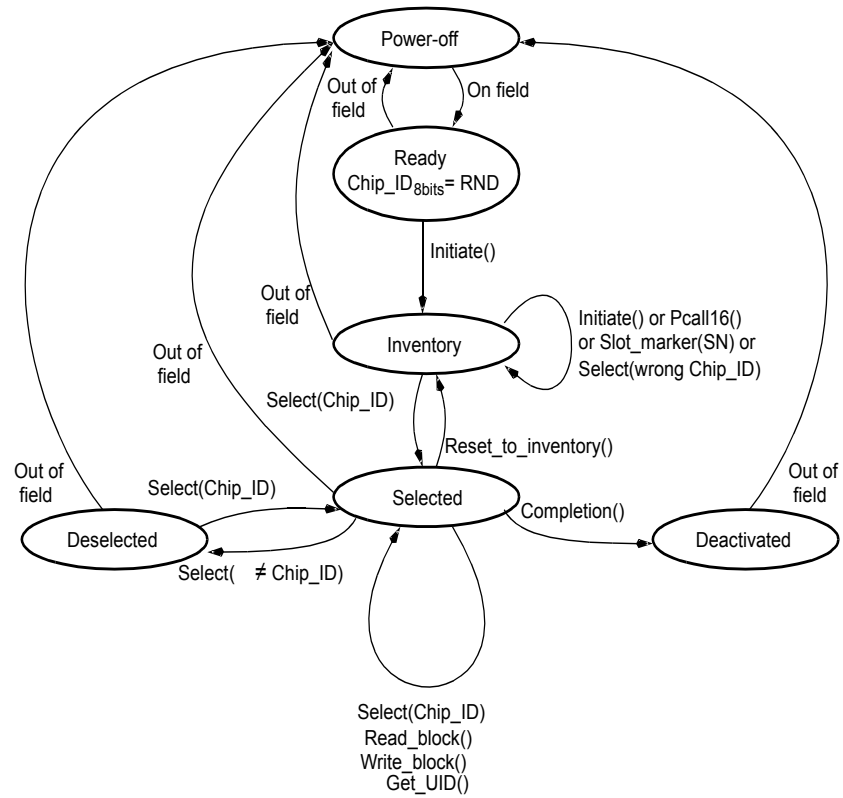 Power-off
Out of
field
On field
Ready
Chip_ID8bits= RND
Initiate()
Out of
field
Inventory
Initiate() or Pcall16()
or Slot_marker(SN) or
Select(wrong Chip_ID)
Out of
field
Select(Chip_ID)
Reset_to_inventory()
Out of
field
Select(Chip_ID)
Selected
Completion()
Out of
field
Deselected
Deactivated
Select( ≠ Chip_ID)
Select(Chip_ID)
Read_block()
Write_block()
Get_UID()